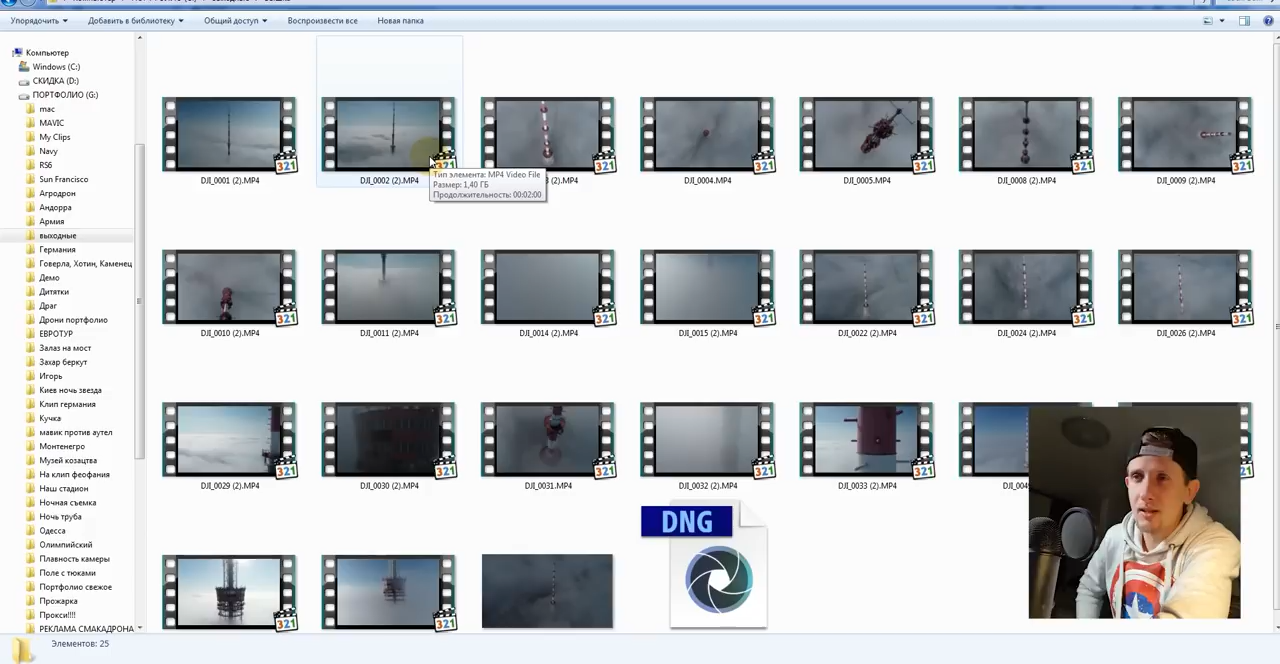 Упорядочить
Добавить в библиотеку
Общий доступ
Воспроизвести все
Новая папка
Компьютер
Windows (C:)
СКИДКА (D:)
ПОРТФОЛИО (G:)
mac
MAVIC
My Clips
Navy
RS6
Sun Francisco
Агродрон
Андорра
Армия
выходные
Германия
Говерла, Хотин, Каменец
Демо
Дитятки
Драг
Дрони портфолио
ЕВРОТУР
Залаз на мост
Захар беркут
Игорь
Киев ночь звезда
Клип германия
Кучка
мавик против аутел
Монтенегро
Музей козацтва
На клип феофания
Наш стадион
Ночная съемка
Ночь труба
Одесса
Олимпийский
Плавность камеры
Поле с тюками
Портфолио свежое
Прожарка
Прокси!!!!
РЕКЛАМА СМАКАДРОНА
DJI_0001 (2).MP4
DJI_0002 (2).MP4
3 (2).MP4
DJI_0004.MP4
DJI_0005.MP4
DJI_0008 (2).MP4
DJI_0009 (2).MP4
Тип элемента: MP4 Video File
Размер: 1,40 ГБ
Продолжительность: 00:02:00
DJI_0010 (2).MP4
DJI_0011 (2).MP4
DJI_0014 (2).MP4
DJI_0015 (2).MP4
DJI_0022 (2).MP4
DJI_0024 (2).MP4
DJI_0026 (2).MP4
DJI_0029 (2).MP4
DJI_0030 (2).MP4
DJI_0031.MP4
DJI_0032 (2).MP4
DJI_0033 (2).MP4
DNG
Элементов: 25